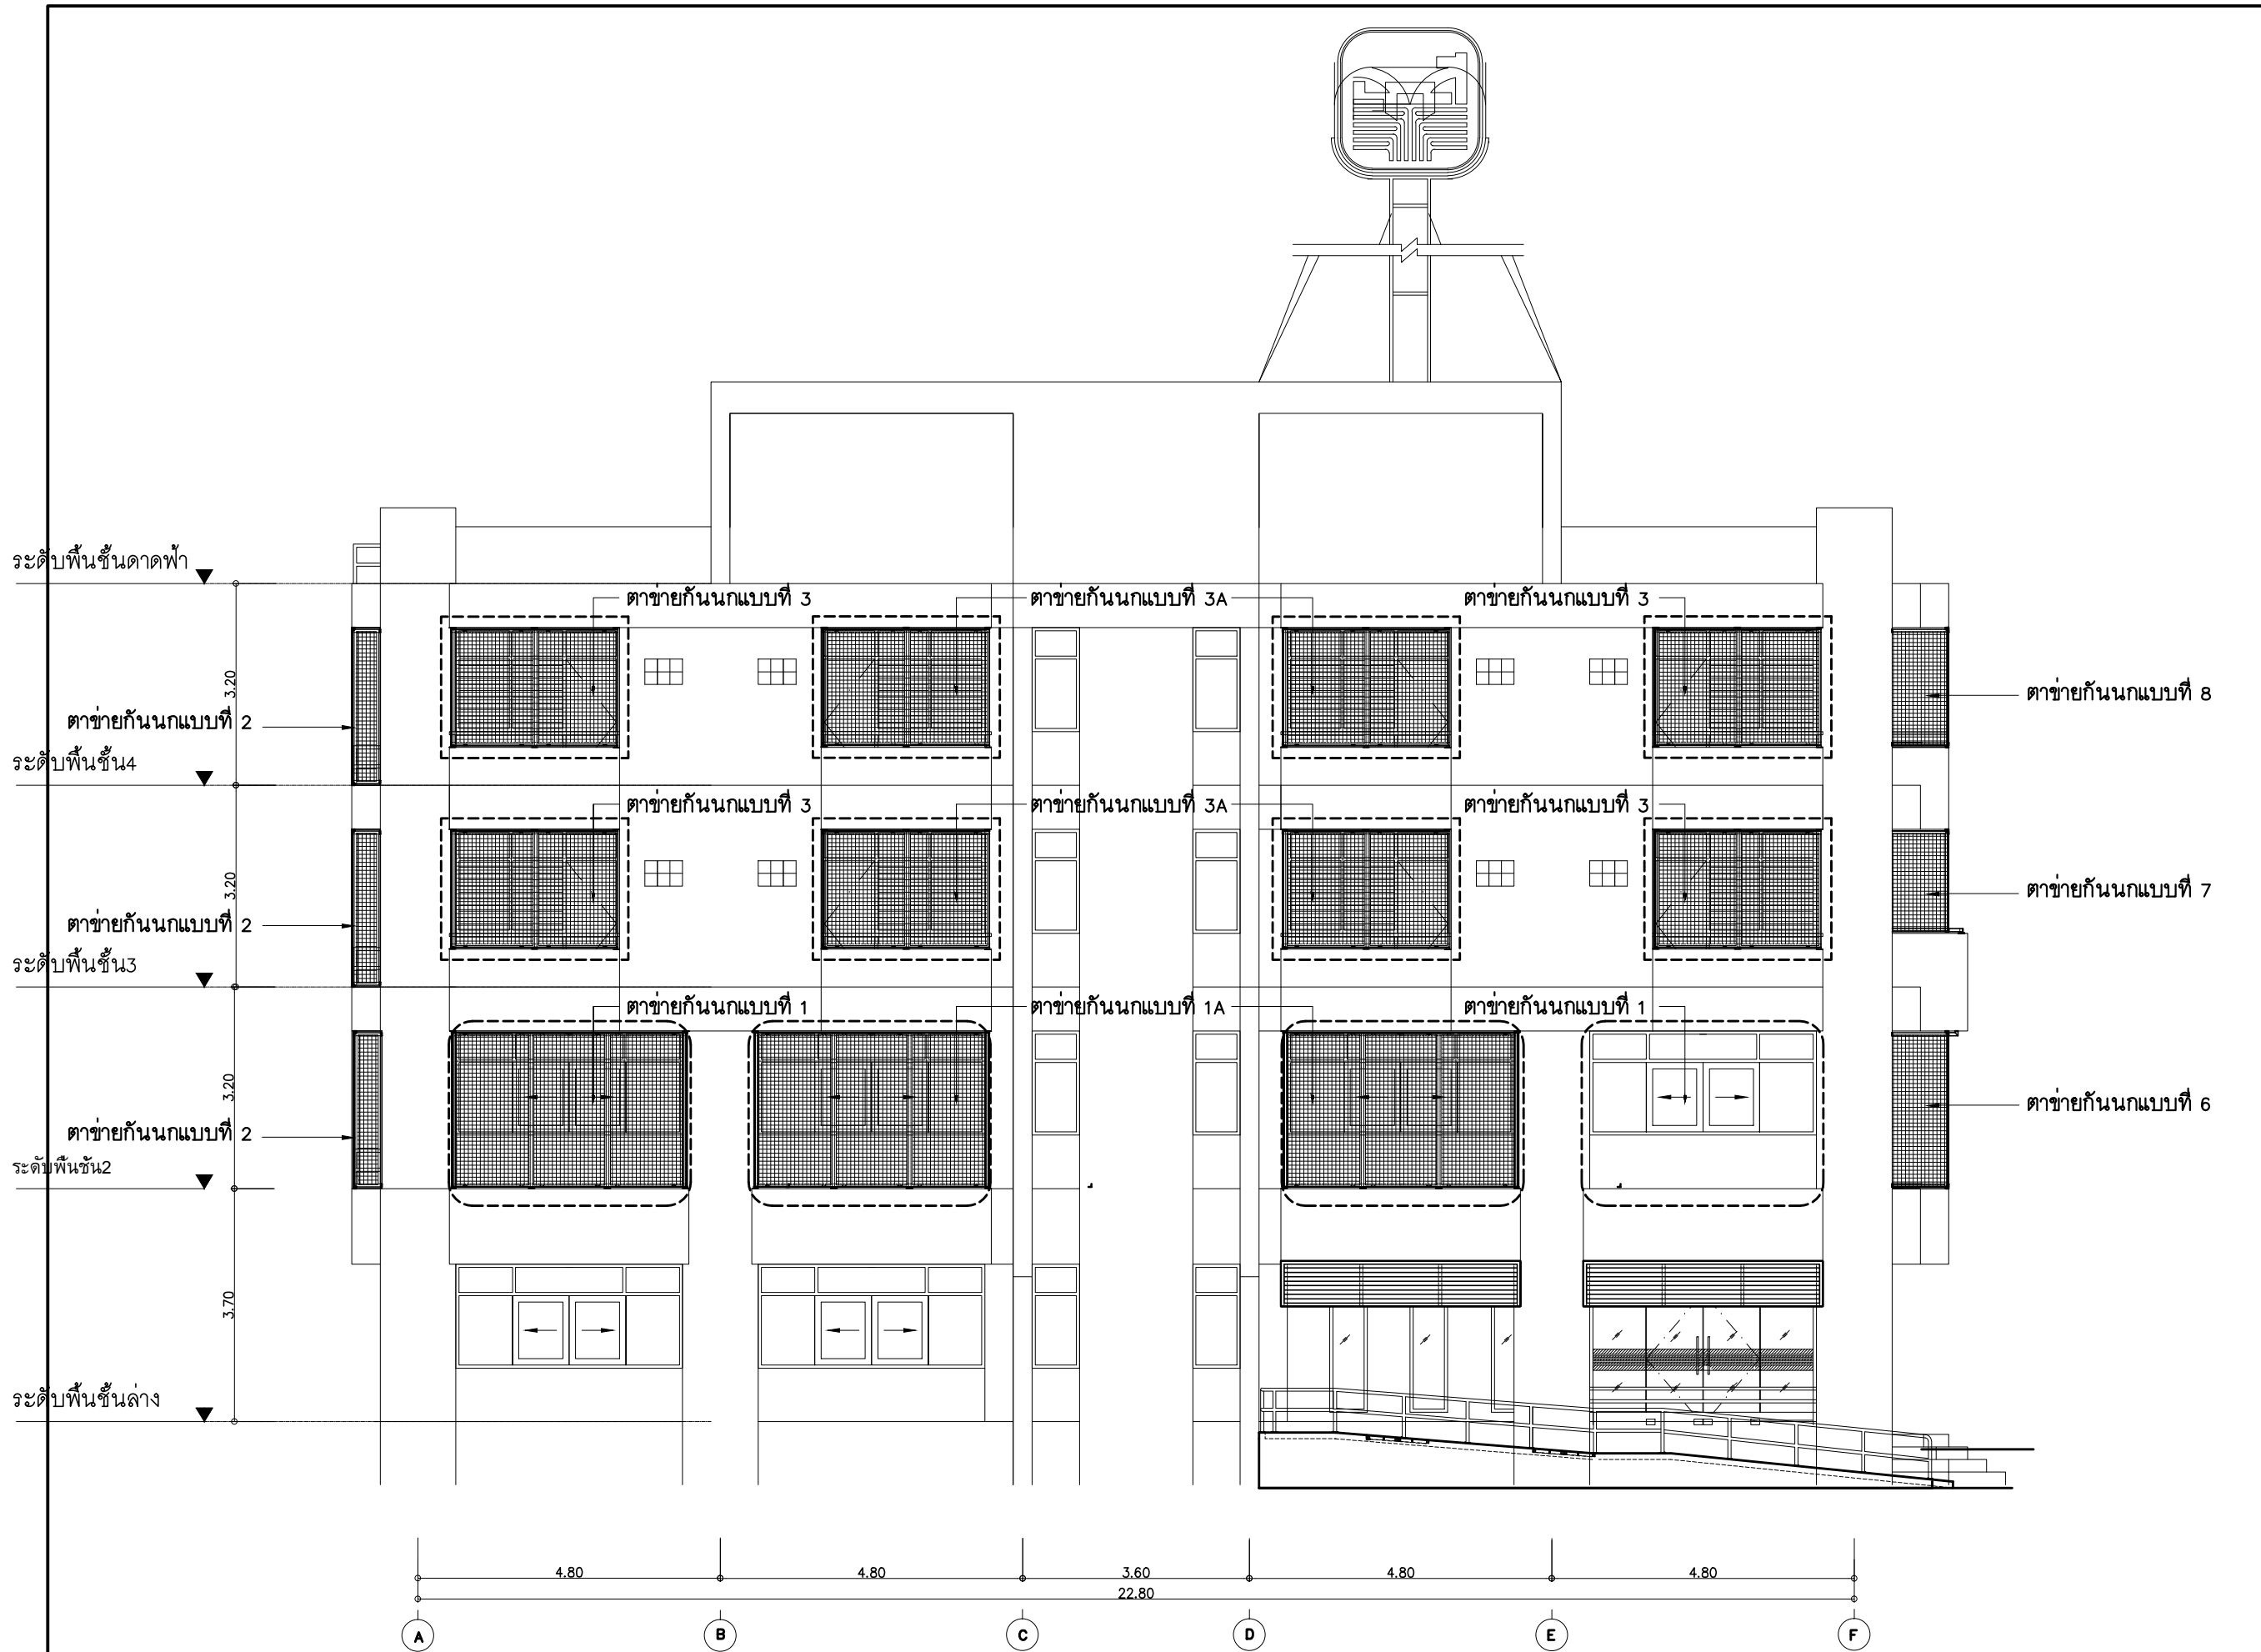 ระดับพื้นชั้นดาดฟ้า
ตาข่ายกันนกแบบที่ 3
ตาข่ายกันนกแบบที่ 3A
ตาข่ายกันนกแบบที่ 3
3.20
ตาข่ายกันนกแบบที่ 8
ตาข่ายกันนกแบบที่ 2
ระดับพื้นชั้น4
ตาข่ายกันนกแบบที่ 3
ตาข่ายกันนกแบบที่ 3A
ตาข่ายกันนกแบบที่ 3
3.20
ตาข่ายกันนกแบบที่ 7
ตาข่ายกันนกแบบที่ 2
ระดับพื้นชั้น3
ตาข่ายกันนกแบบที่ 1
ตาข่ายกันนกแบบที่ 1A
ตาข่ายกันนกแบบที่ 1
3.20
ตาข่ายกันนกแบบที่ 6
ตาข่ายกันนกแบบที่ 2
ระดับพื้นชั้น2
3.70
ระดับพื้นชั้นล่าง
4.80
4.80
3.60
4.80
4.80
22.80
A
B
C
D
E
F